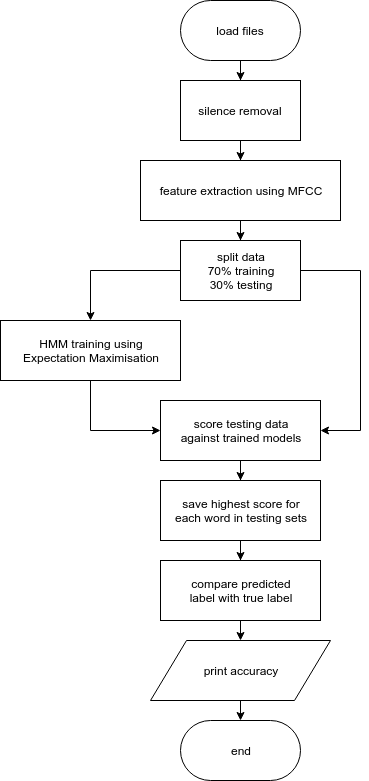 load files
silence removal
feature extraction using MFCC
split data
70% training
30% testing
HMM training using
Expectation Maximisation
score testing data
against trained models
save highest score for
each word in testing sets
compare predicted
label with true label
print accuracy
end